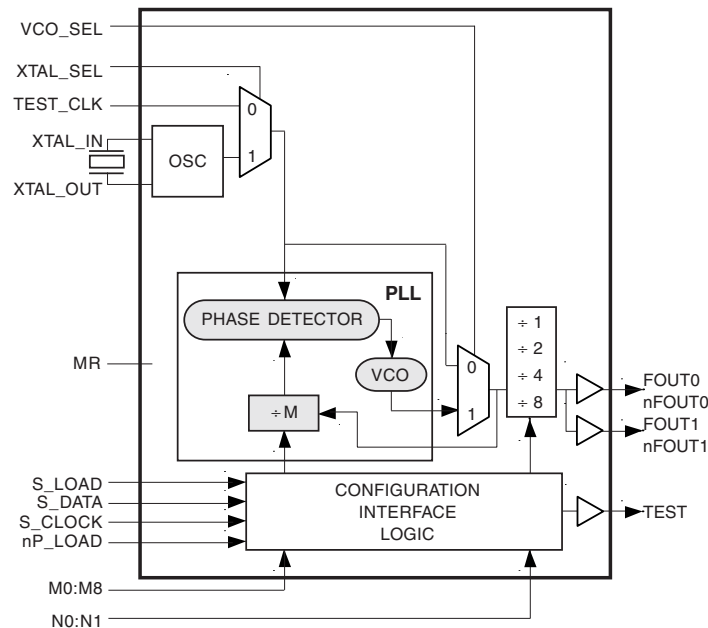 VCO_SEL
XTAL_SEL
TEST_CLK
0
XTAL_IN
OSC
1
XTAL_OUT
PLL
PHASE DETECTOR
÷ 1
÷ 2
÷ 4
÷ 8
MR
VCO
0
1
÷M
FOUT0
nFOUT0
FOUT1
nFOUT1
S_LOAD
S_DATA
S_CLOCK
nP_LOAD
CONFIGURATION
INTERFACE
LOGIC
TEST
M0:M8
N0:N1